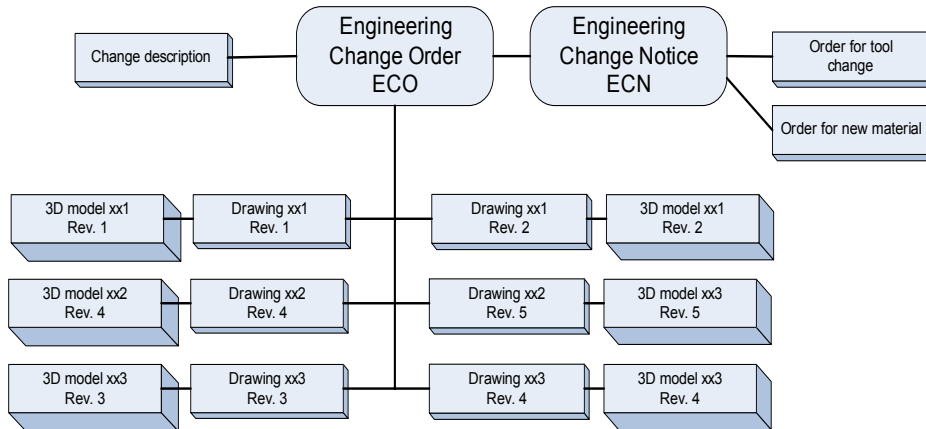 Change description
Engineering
Change Order
ECO
Engineering
Change Notice
ECN
Order for tool
change
Order for new material
3D model xx1
Rev. 1
Drawing xx1
Rev. 1
Drawing xx1
Rev. 2
3D model xx1
Rev. 2
3D model xx2
Rev. 4
Drawing xx2
Rev. 4
Drawing xx2
Rev. 5
3D model xx3
Rev. 5
3D model xx3
Rev. 3
Drawing xx3
Rev. 3
Drawing xx3
Rev. 4
3D model xx3
Rev. 4